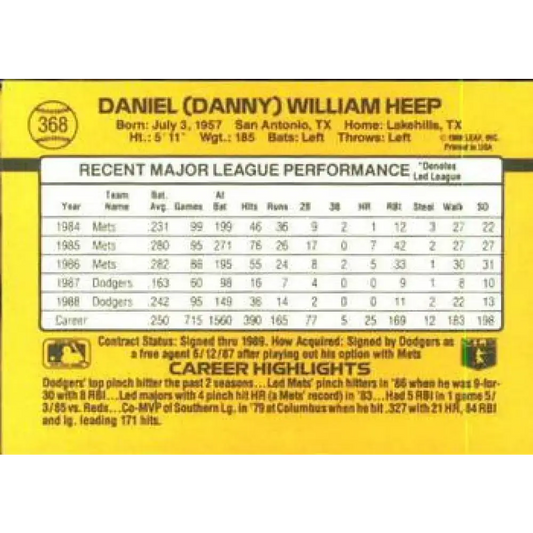 368
DANIEL (DANNY) WILLIAM HEEP
Born: July 3, 1957 San Antonio, TX Home: Lakehills, TX
Ht.: 5'11" Wgt.: 185 Bats: Left Throws: Left
© 1988 LEAF, INC.
Printed in USA
RECENT MAJOR LEAGUE PERFORMANCE *Denotes Led League
Year Team Name Bat. Avg. Games At Bat Hits Runs 2B 3B HR RBI Steal Walk SO
1984 Mets .231 99 199 46 36 9 2 1 12 3 27 22
1985 Mets .280 95 271 76 26 17 0 7 42 2 27 27
1986 Mets .282 86 195 55 24 8 2 5 33 1 30 31
1987 Dodgers .163 60 98 16 7 4 0 0 9 1 8 10
1988 Dodgers .242 95 149 36 14 2 0 0 11 2 22 13
Career .250 715 1560 390 165 77 5 25 169 12 183 198
Contract Status: Signed thru 1989. How Acquired: Signed by Dodgers as
a free agent 6/12/87 after playing out his option with Mets
CAREER HIGHLIGHTS
Dodgers' top pinch hitter the past 2 seasons...Led Mets' pinch hitters in '86 when he was 9-for-
30 with 8 RBI...Led majors with 4 pinch hit HR (a Mets' record) in '83...Had 5 RBI in 1 game 5/
3/85 vs. Reds...Co-MVP of Southern Lg. in '79 at Columbus when he hit .327 with 21 HR, 84 RBI
and lg. leading 171 hits.